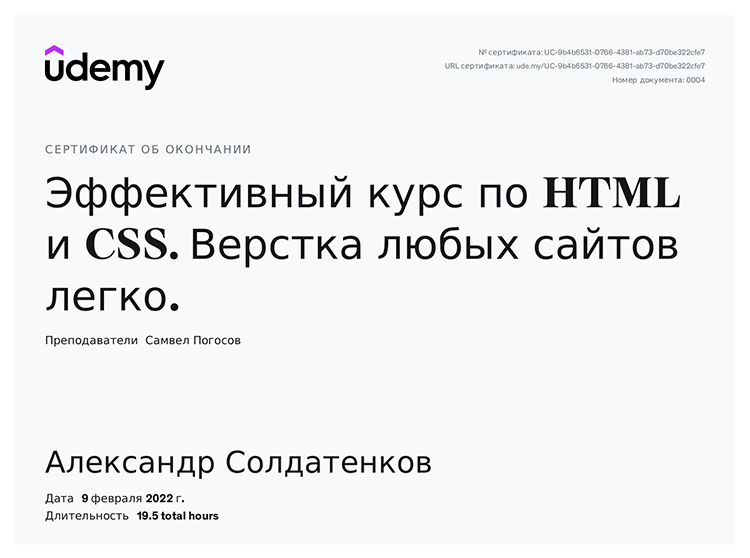 udemy
№ сертификата: UC-9b4b6531-0766-4381-ab73-d70be322cfe7
URL сертификата: ude.my/UC-9b4b6531-0766-4381-ab73-d70be322cfe7
Номер документа: 0004
СЕРТИФИКАТ ОБ ОКОНЧАНИИ
Эффективный курс по HTML
и CSS. Верстка любых сайтов
легко.
Преподаватели Самвел Погосов
Александр Солдатенков
Дата 9 февраля 2022 г.
Длительность 19.5 total hours